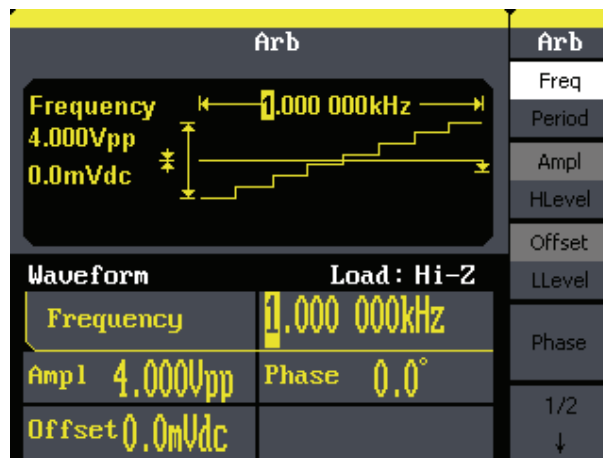 Arb
Frequency 1.000 000kHz
4.000Vpp
0.0mVdc
Waveform Load: Hi-Z
Frequency 1.000 000kHz
Ampl 4.000Vpp Phase 0.0°
Offset 0.0mVdc
Arb
Freq
Period
Ampl
HLevel
Offset
LLevel
Phase
1/2
↓